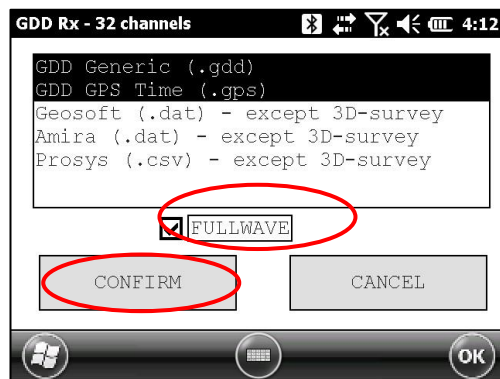 GDD Rx - 32 channels 4:12
GDD Generic (.gdd)
GDD GPS Time (.gps)
Geosoft (.dat) - except 3D-survey
Amira (.dat) - except 3D-survey
Prosys (.csv) - except 3D-survey
FULLWAVE
CONFIRM CANCEL
OK